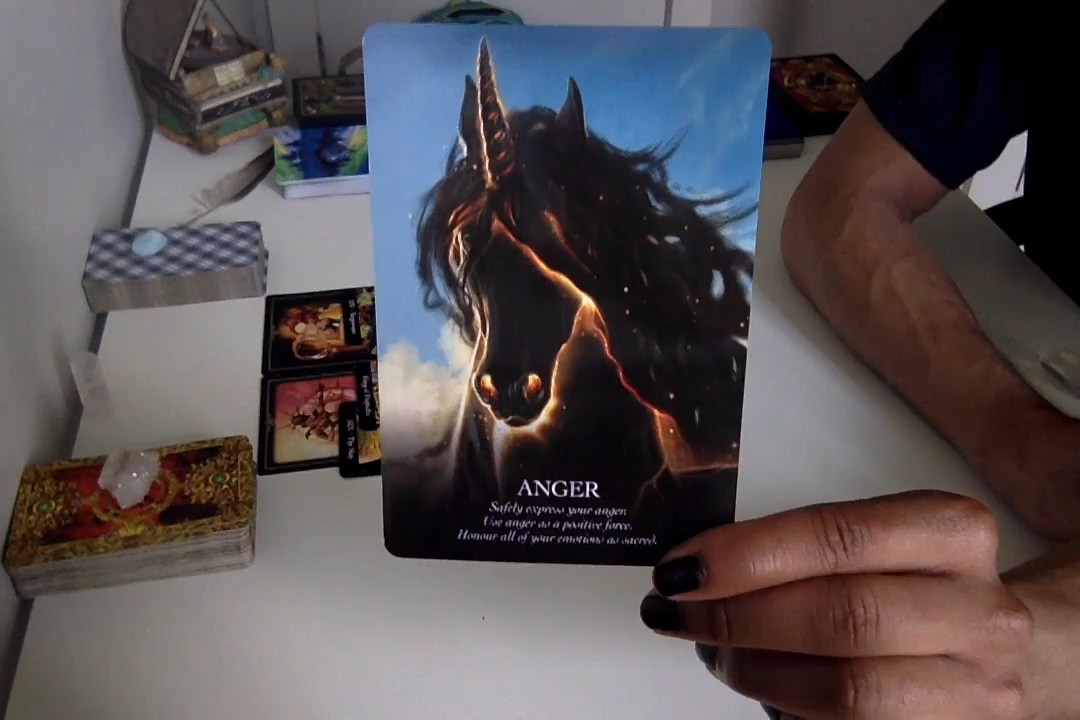 ANGER
Safely express your anger.
Use anger as a positive force.
Honour all of your emotions as sacred.